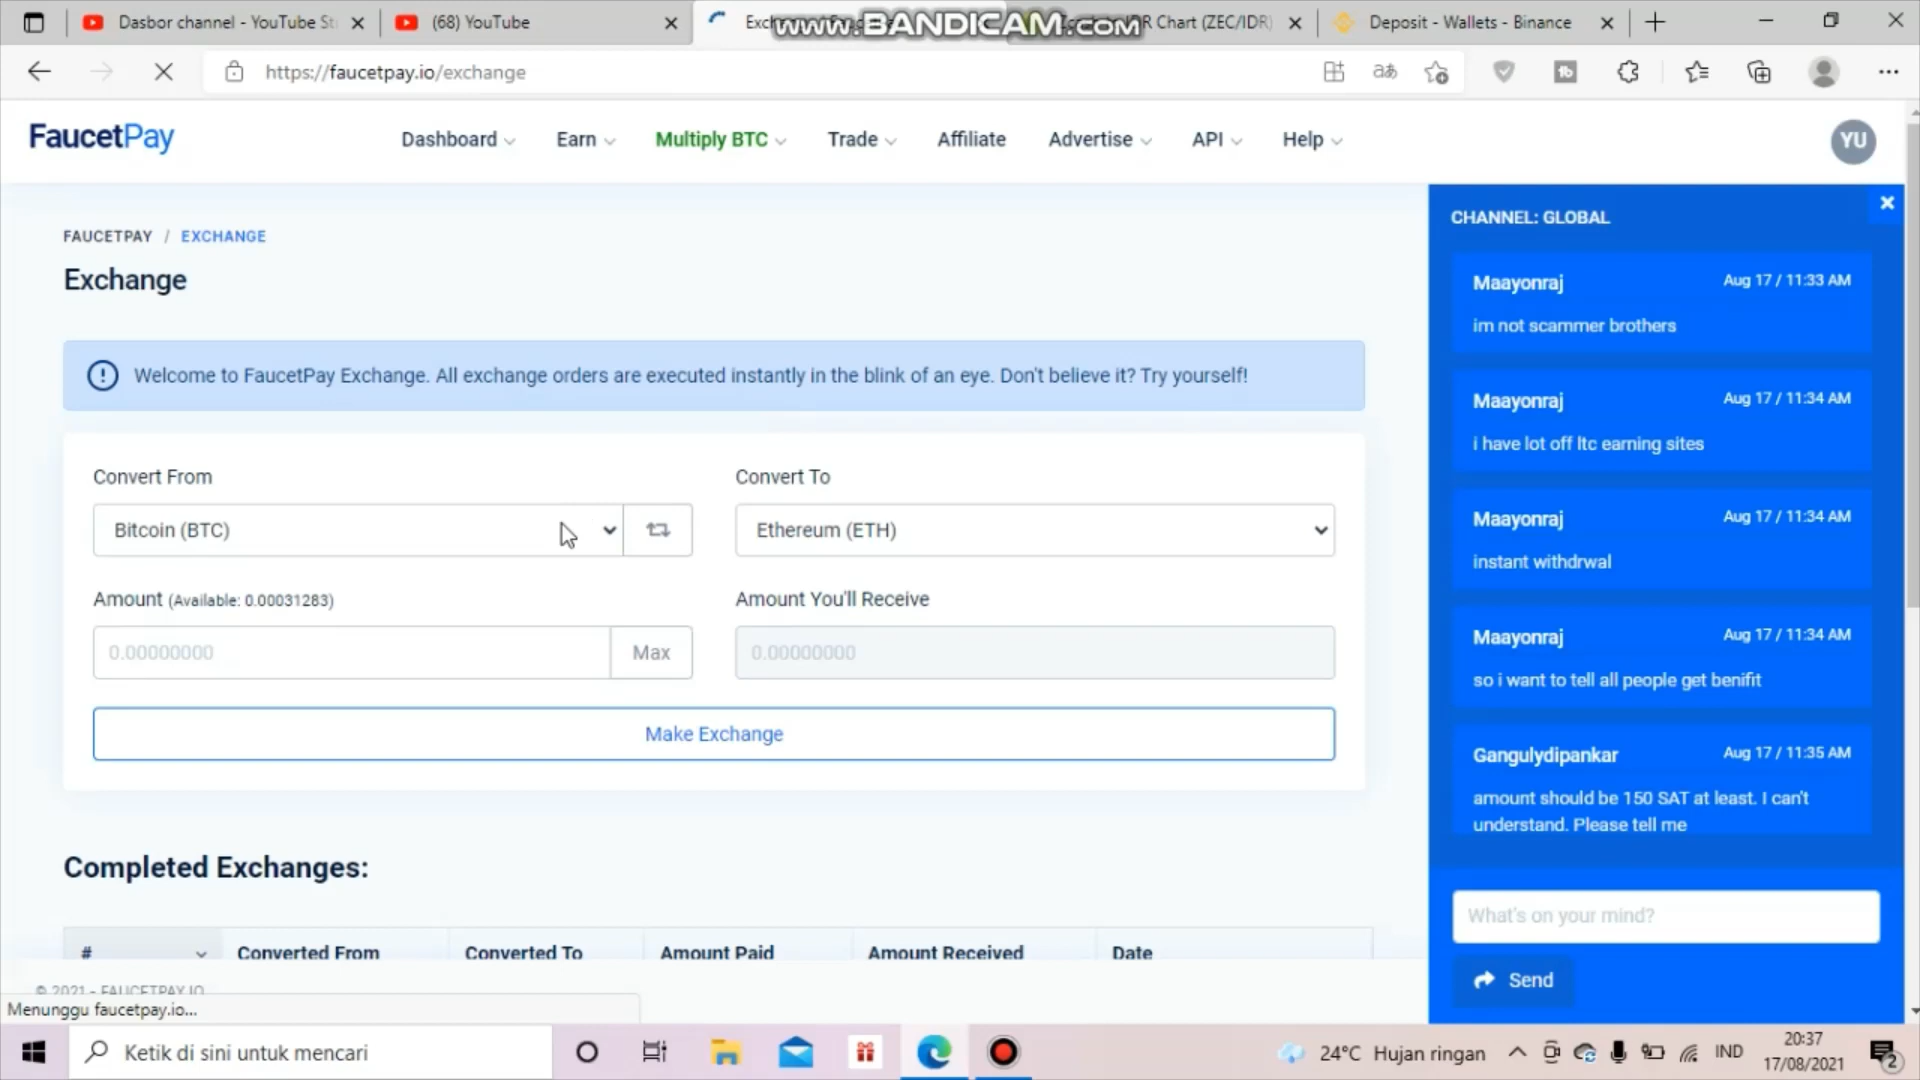 Dasbor channel - YouTube St
(68) YouTube
www.BANDICAM.com
IDR Chart (ZEC/IDR)
Deposit - Wallets - Binance
https://faucetpay.io/exchange
FaucetPay
Dashboard
Earn
Multiply BTC
Trade
Affiliate
Advertise
API
Help
YU
FAUCETPAY / EXCHANGE
Exchange
Welcome to FaucetPay Exchange. All exchange orders are executed instantly in the blink of an eye. Don't believe it? Try yourself!
Convert From
Convert To
Bitcoin (BTC)
Ethereum (ETH)
Amount (Available: 0.00031283)
Amount You'll Receive
0.00000000
Max
0.00000000
Make Exchange
Completed Exchanges:
#
Converted From
Converted To
Amount Paid
Amount Received
Date
© 2021 - FAUCETPAY.IO
Menunggu faucetpay.io...
CHANNEL: GLOBAL
Maayonraj
Aug 17 / 11:33 AM
im not scammer brothers
Maayonraj
Aug 17 / 11:34 AM
i have lot off ltc earning sites
Maayonraj
Aug 17 / 11:34 AM
instant withdrwal
Maayonraj
Aug 17 / 11:34 AM
so i want to tell all people get benifit
Gangulydipankar
Aug 17 / 11:35 AM
amount should be 150 SAT at least. I can't
understand. Please tell me
What's on your mind?
Send
Ketik di sini untuk mencari
24°C Hujan ringan
IND
20:37
17/08/2021
2